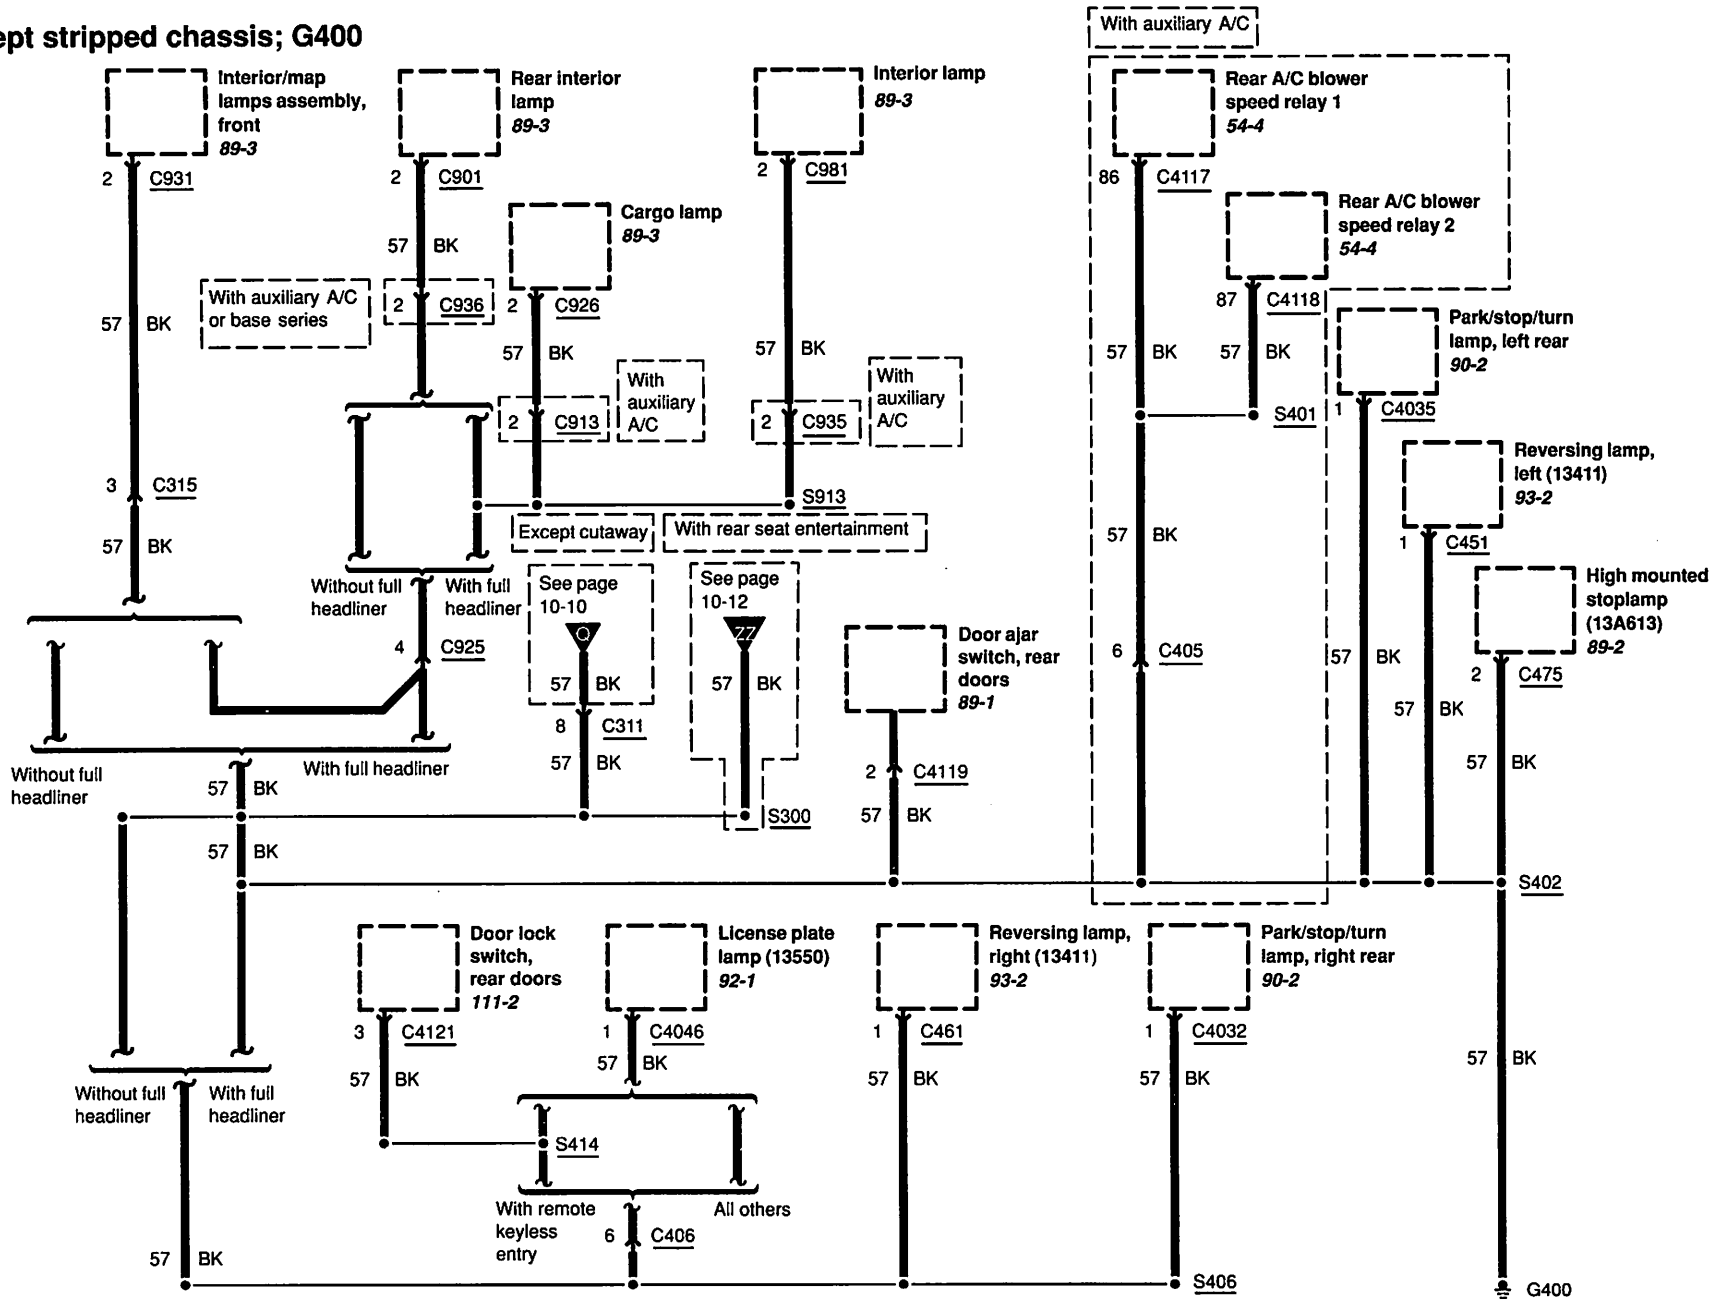 ept stripped chassis; G400
With auxiliary A/C
Interior/map
lamps assembly,
front
89-3
2
C931
Rear interior
lamp
89-3
2
C901
Interior lamp
89-3
2
C981
Rear A/C blower
speed relay 1
54-4
86
C4117
Rear A/C blower
speed relay 2
54-4
87
C4118
Cargo lamp
89-3
2
C926
57 BK
With auxiliary A/C
or base series
2
C936
57 BK
57 BK
57 BK
57 BK
57 BK
Park/stop/turn
lamp, left rear
90-2
1
C4035
With
auxiliary
A/C
2
C913
With
auxiliary
A/C
2
C935
S401
Reversing lamp,
left (13411)
93-2
1
C451
3
C315
57 BK
S913
Except cutaway
With rear seat entertainment
57 BK
High mounted
stoplamp
(13A613)
89-2
2
C475
Without full
headliner
With full
headliner
See page
10-10
Q
57 BK
See page
10-12
ZZ
57 BK
4
C925
Door ajar
switch, rear
doors
89-1
6
C405
57 BK
57 BK
57 BK
8
C311
57 BK
2
C4119
57 BK
Without full
headliner
With full headliner
57 BK
S300
57 BK
S402
Door lock
switch,
rear doors
111-2
3
C4121
57 BK
License plate
lamp (13550)
92-1
1
C4046
57 BK
Reversing lamp,
right (13411)
93-2
1
C461
57 BK
Park/stop/turn
lamp, right rear
90-2
1
C4032
57 BK
57 BK
Without full
headliner
With full
headliner
S414
With remote
keyless
entry
All others
6
C406
57 BK
S406
G400